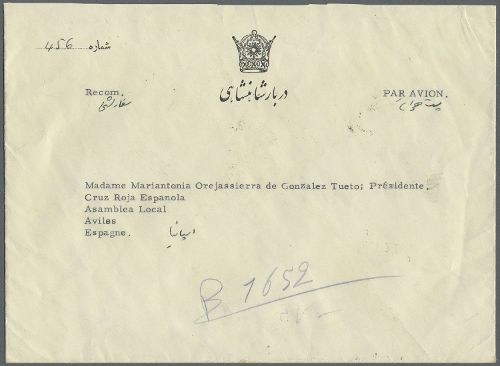 شماره ۴۵۶
دربار شاهنشاهی
Recom.
سفارشی
PAR AVION.
پست هوائی
Madame Mariantonia Orejassierra de Gonzalez Tueto; Présidente.
Cruz Roja Espanola
Asamblea Local
Aviles
Espagne.
اسپانیا
B. 1652